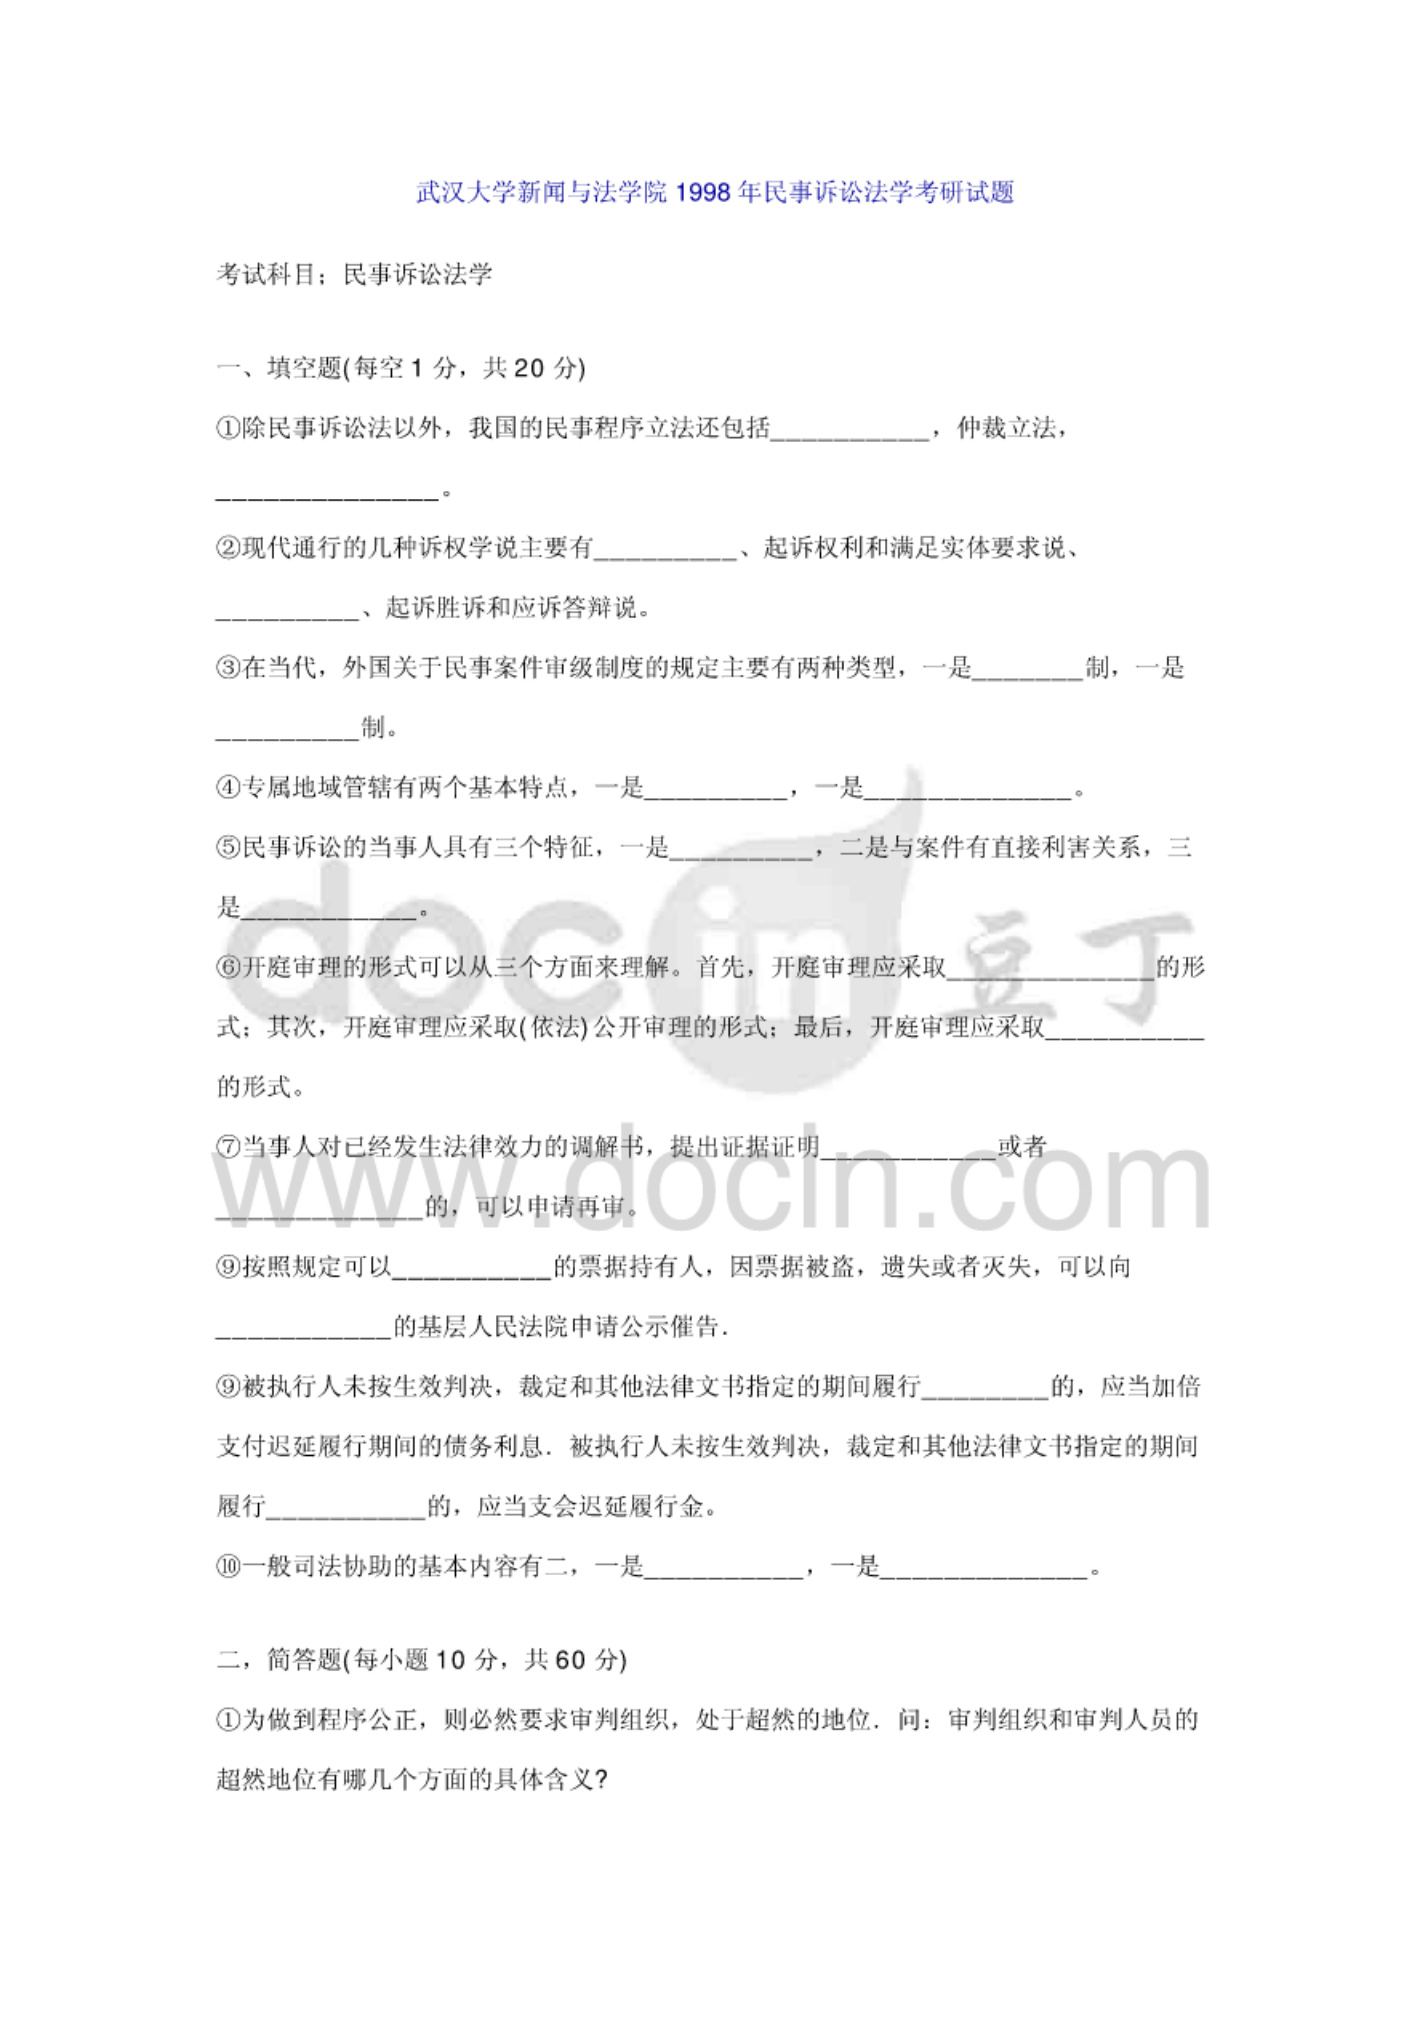 武汉大学新闻与法学院 1998 年民事诉讼法学考研试题
考试科目；民事诉讼法学
一、填空题(每空 1 分，共 20 分)
①除民事诉讼法以外，我国的民事程序立法还包括__________，仲裁立法，
______________。
②现代通行的几种诉权学说主要有_________、起诉权利和满足实体要求说、
_________、起诉胜诉和应诉答辩说。
③在当代，外国关于民事案件审级制度的规定主要有两种类型，一是_______制，一是
_________制。
④专属地域管辖有两个基本特点，一是_________，一是_____________。
⑤民事诉讼的当事人具有三个特征，一是_________，二是与案件有直接利害关系，三
是___________。
⑥开庭审理的形式可以从三个方面来理解。首先，开庭审理应采取_____________的形
式；其次，开庭审理应采取(依法)公开审理的形式；最后，开庭审理应采取__________
的形式。
⑦当事人对已经发生法律效力的调解书，提出证据证明___________或者
_____________的，可以申请再审。
⑨按照规定可以__________的票据持有人，因票据被盗，遗失或者灭失，可以向
___________的基层人民法院申请公示催告．
⑨被执行人未按生效判决，裁定和其他法律文书指定的期间履行________的，应当加倍
支付迟延履行期间的债务利息．被执行人未按生效判决，裁定和其他法律文书指定的期间
履行__________的，应当支会迟延履行金。
⑩一般司法协助的基本内容有二，一是__________，一是_____________。
二，简答题(每小题 10 分，共 60 分)
①为做到程序公正，则必然要求审判组织，处于超然的地位．问：审判组织和审判人员的
超然地位有哪几个方面的具体含义?
docin 豆丁
www.docin.com